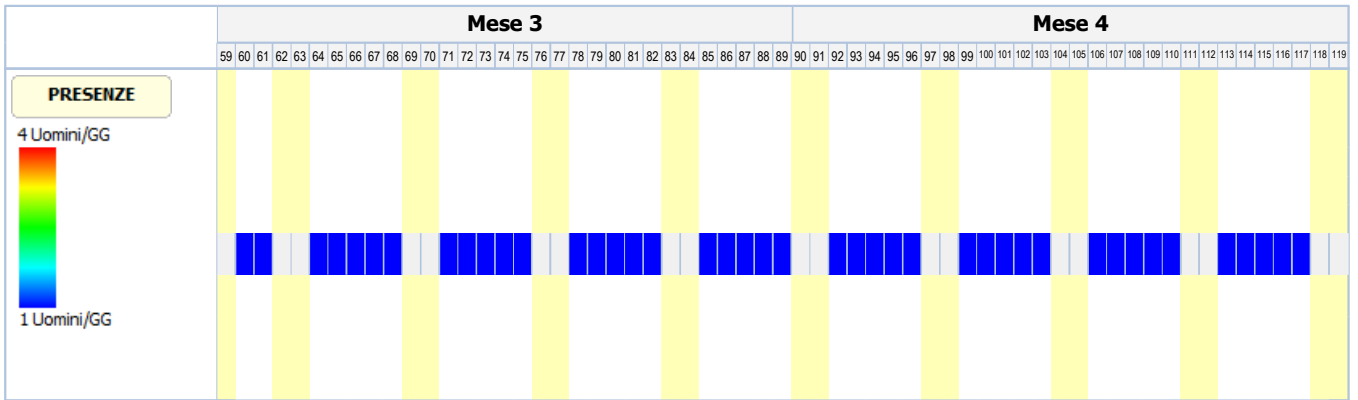 Mese 3 Mese 4
59 60 61 62 63 64 65 66 67 68 69 70 71 72 73 74 75 76 77 78 79 80 81 82 83 84 85 86 87 88 89 90 91 92 93 94 95 96 97 98 99 100 101 102 103 104 105 106 107 108 109 110 111 112 113 114 115 116 117 118 119
PRESENZE
4 Uomini/GG
1 Uomini/GG